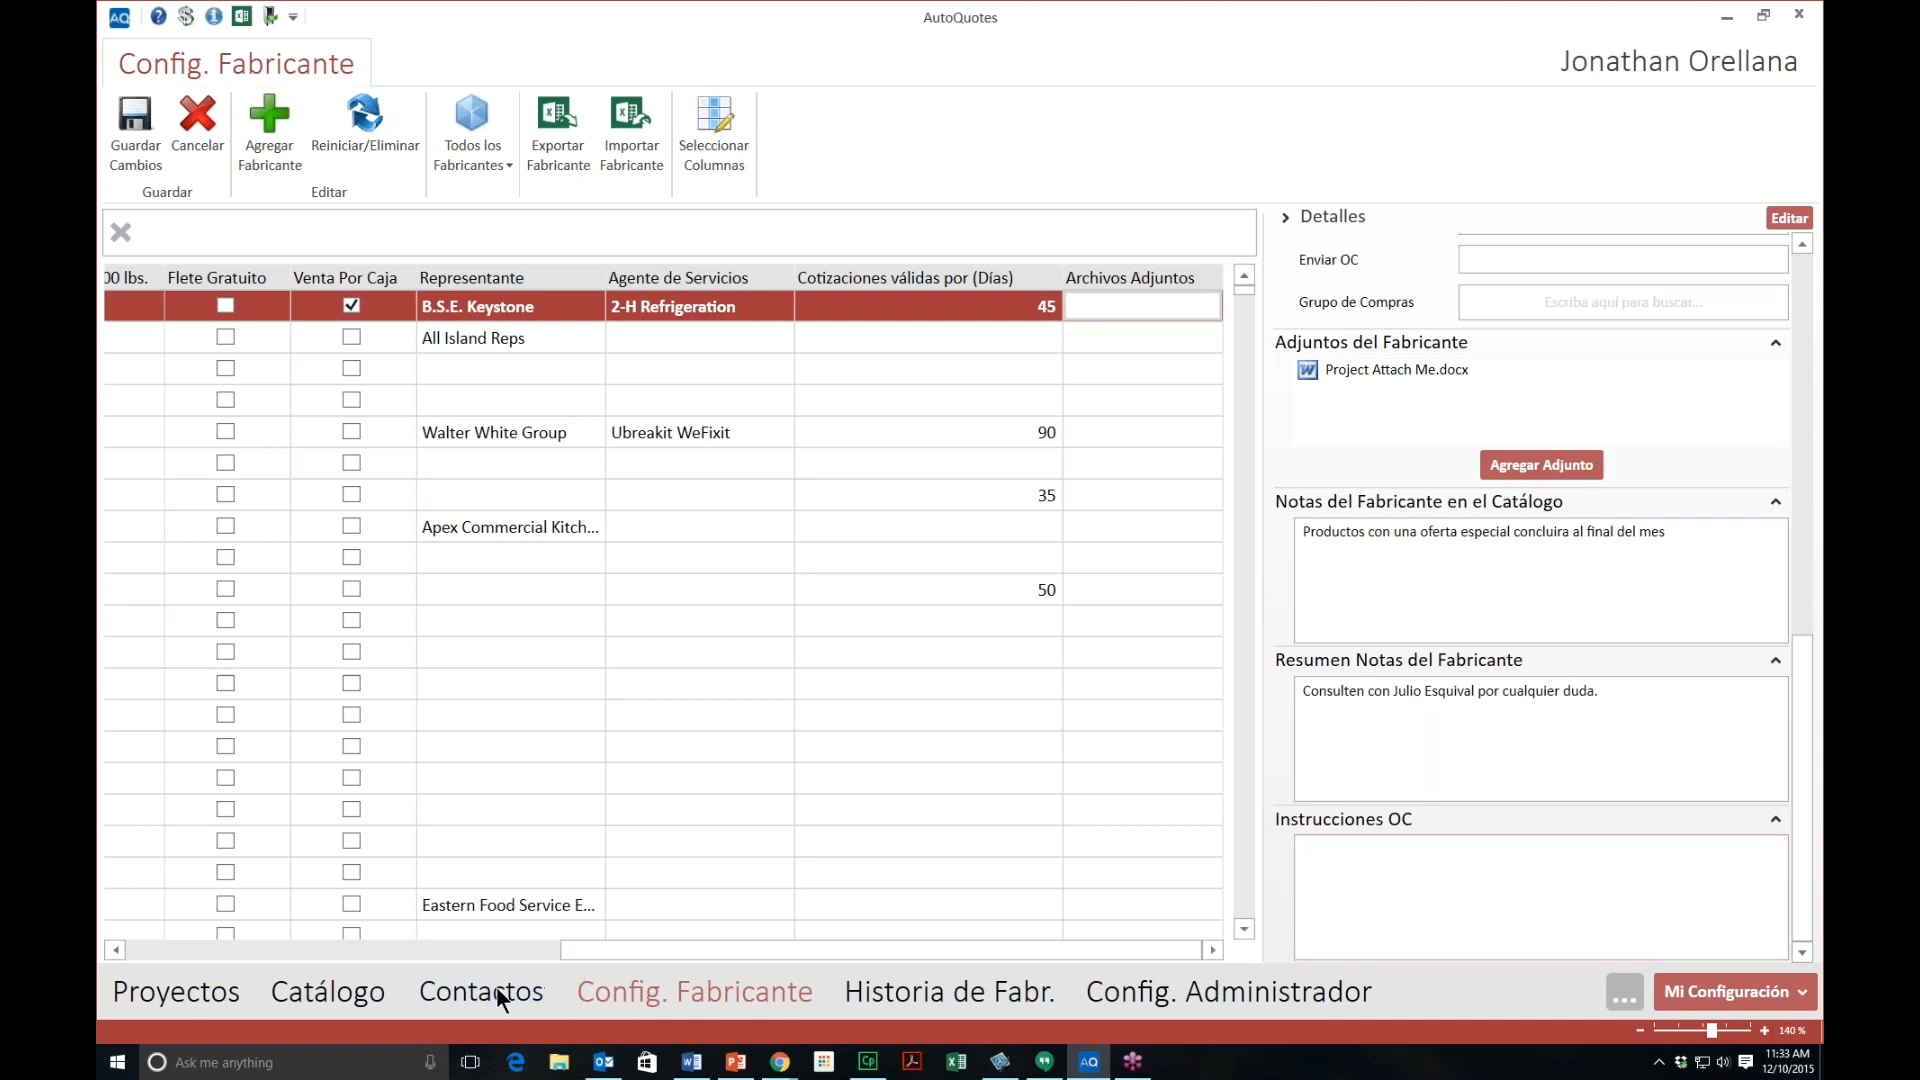 AQ
AutoQuotes
Config. Fabricante
Jonathan Orellana
Guardar Cambios
Cancelar
Agregar Fabricante
Reiniciar/Eliminar
Todos los Fabricantes
Exportar Fabricante
Importar Fabricante
Seleccionar Columnas
Guardar
Editar
00 lbs. Flete Gratuito Venta Por Caja Representante Agente de Servicios Cotizaciones válidas por (Días) Archivos Adjuntos
B.S.E. Keystone 2-H Refrigeration 45
All Island Reps
Walter White Group Ubreakit WeFixit 90
35
Apex Commercial Kitch...
50
Eastern Food Service E...
Detalles
Editar
Enviar OC
Grupo de Compras Escriba aquí para buscar...
Adjuntos del Fabricante
Project Attach Me.docx
Agregar Adjunto
Notas del Fabricante en el Catálogo
Productos con una oferta especial concluira al final del mes
Resumen Notas del Fabricante
Consulten con Julio Esquival por cualquier duda.
Instrucciones OC
Proyectos Catálogo Contactos Config. Fabricante Historia de Fabr. Config. Administrador ... Mi Configuración
140 %
Ask me anything
Cp
AQ
11:33 AM
12/10/2015